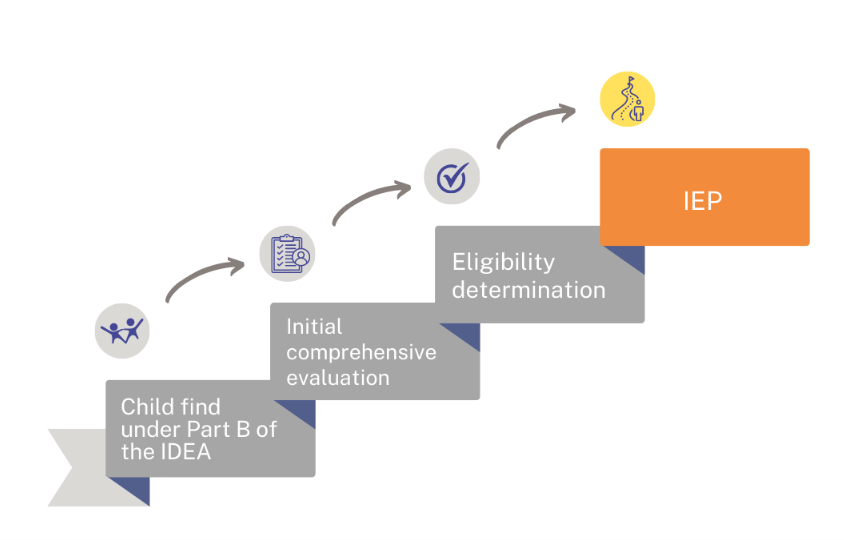 Child find
under Part B of
the IDEA
Initial
comprehensive
evaluation
Eligibility
determination
IEP